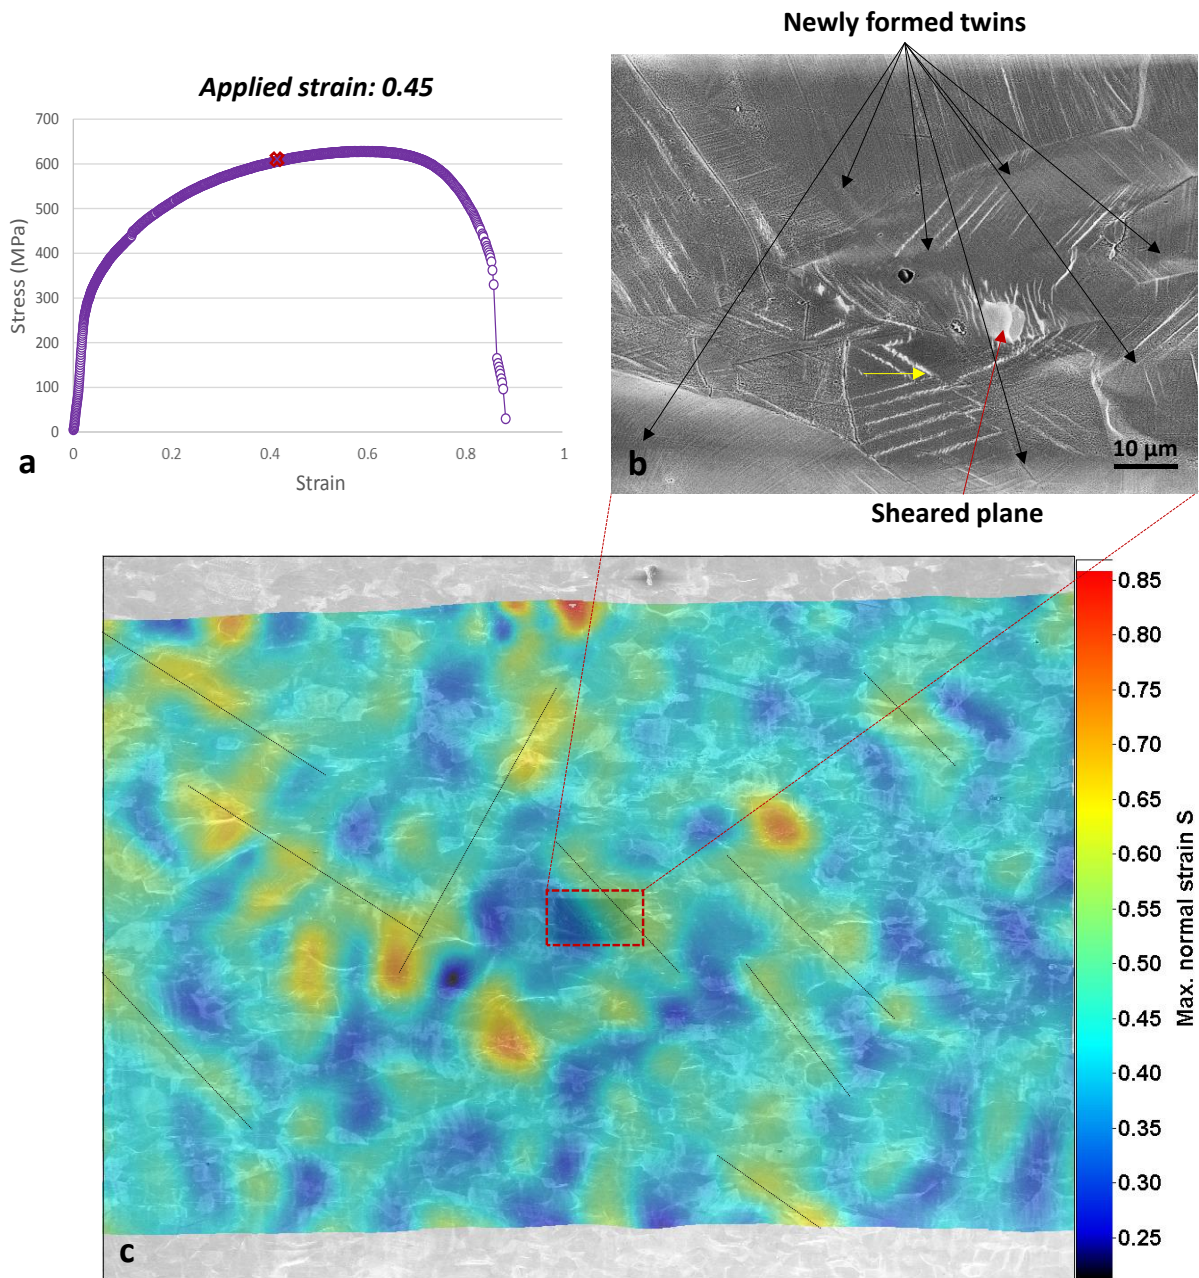 Newly formed twins
Applied strain: 0.45
700
600
500
400
300
200
100
0
Stress (MPa)
0
0.2
0.4
0.6
0.8
1
Strain
a
b
10 µm
Sheared plane
0.85
0.80
0.75
0.70
0.65
0.60
0.55
0.50
0.45
0.40
0.35
0.30
0.25
Max. normal strain S
c